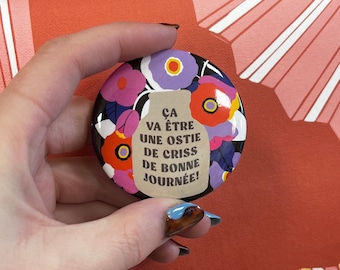 ÇA
VA ÊTRE
UNE OSTIE
DE CRISS
DE BONNE
JOURNÉE!